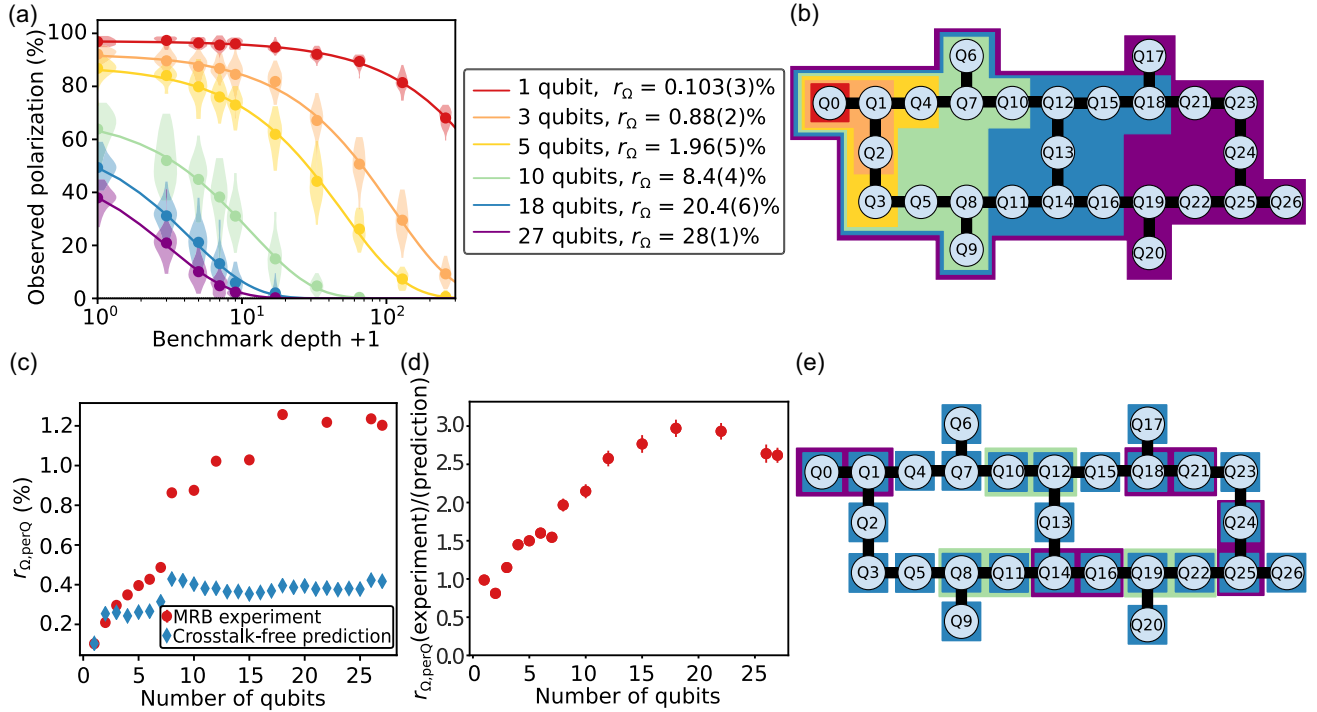 (a)
Observed polarization (%)
100
80
60
40
20
0
10⁰
10¹
10²
Benchmark depth +1
1 qubit, r_Ω = 0.103(3)%
3 qubits, r_Ω = 0.88(2)%
5 qubits, r_Ω = 1.96(5)%
10 qubits, r_Ω = 8.4(4)%
18 qubits, r_Ω = 20.4(6)%
27 qubits, r_Ω = 28(1)%
(b)
Q6 Q17
Q0 Q1 Q4 Q7 Q10 Q12 Q15 Q18 Q21 Q23
Q2 Q13 Q24
Q3 Q5 Q8 Q11 Q14 Q16 Q19 Q22 Q25 Q26
Q9 Q20
(c)
r_Ω,perQ (%)
1.2
1.0
0.8
0.6
0.4
0.2
MRB experiment
Crosstalk-free prediction
0 5 10 15 20 25
Number of qubits
(d)
r_Ω,perQ(experiment)/(prediction)
3.0
2.5
2.0
1.5
1.0
0.5
0.0
0 5 10 15 20 25
Number of qubits
(e)
Q6 Q17
Q0 Q1 Q4 Q7 Q10 Q12 Q15 Q18 Q21 Q23
Q2 Q13 Q24
Q3 Q5 Q8 Q11 Q14 Q16 Q19 Q22 Q25 Q26
Q9 Q20